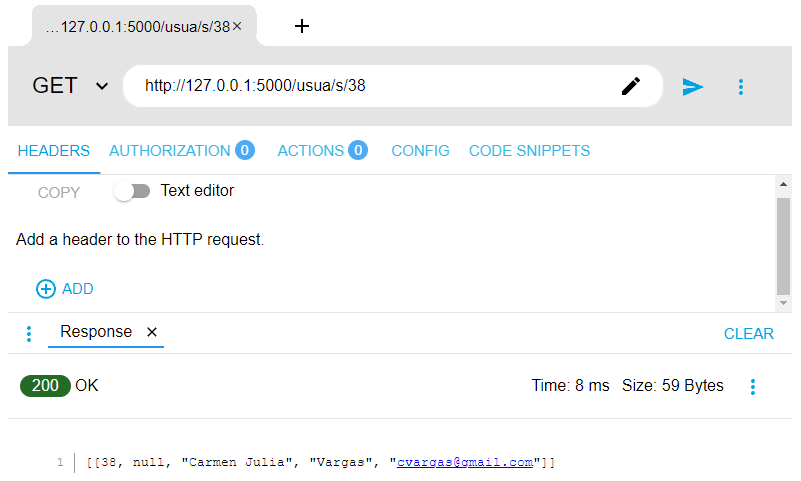 ...127.0.0.1:5000/usua/s/38×
+
GET http://127.0.0.1:5000/usua/s/38
HEADERS AUTHORIZATION 0 ACTIONS 0 CONFIG CODE SNIPPETS
COPY Text editor
Add a header to the HTTP request.
ADD
Response × CLEAR
200 OK Time: 8 ms Size: 59 Bytes
1 [[38, null, "Carmen Julia", "Vargas", "cvargas@gmail.com"]]